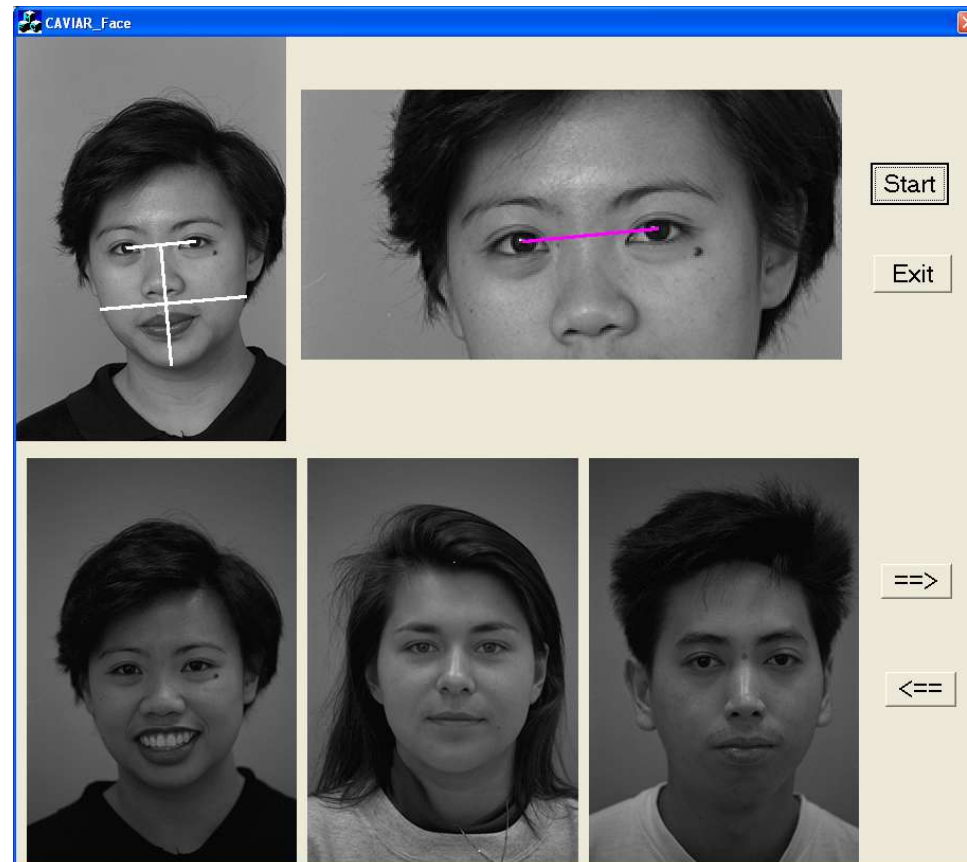 CAVIAR_Face
Start
Exit
==>
<==